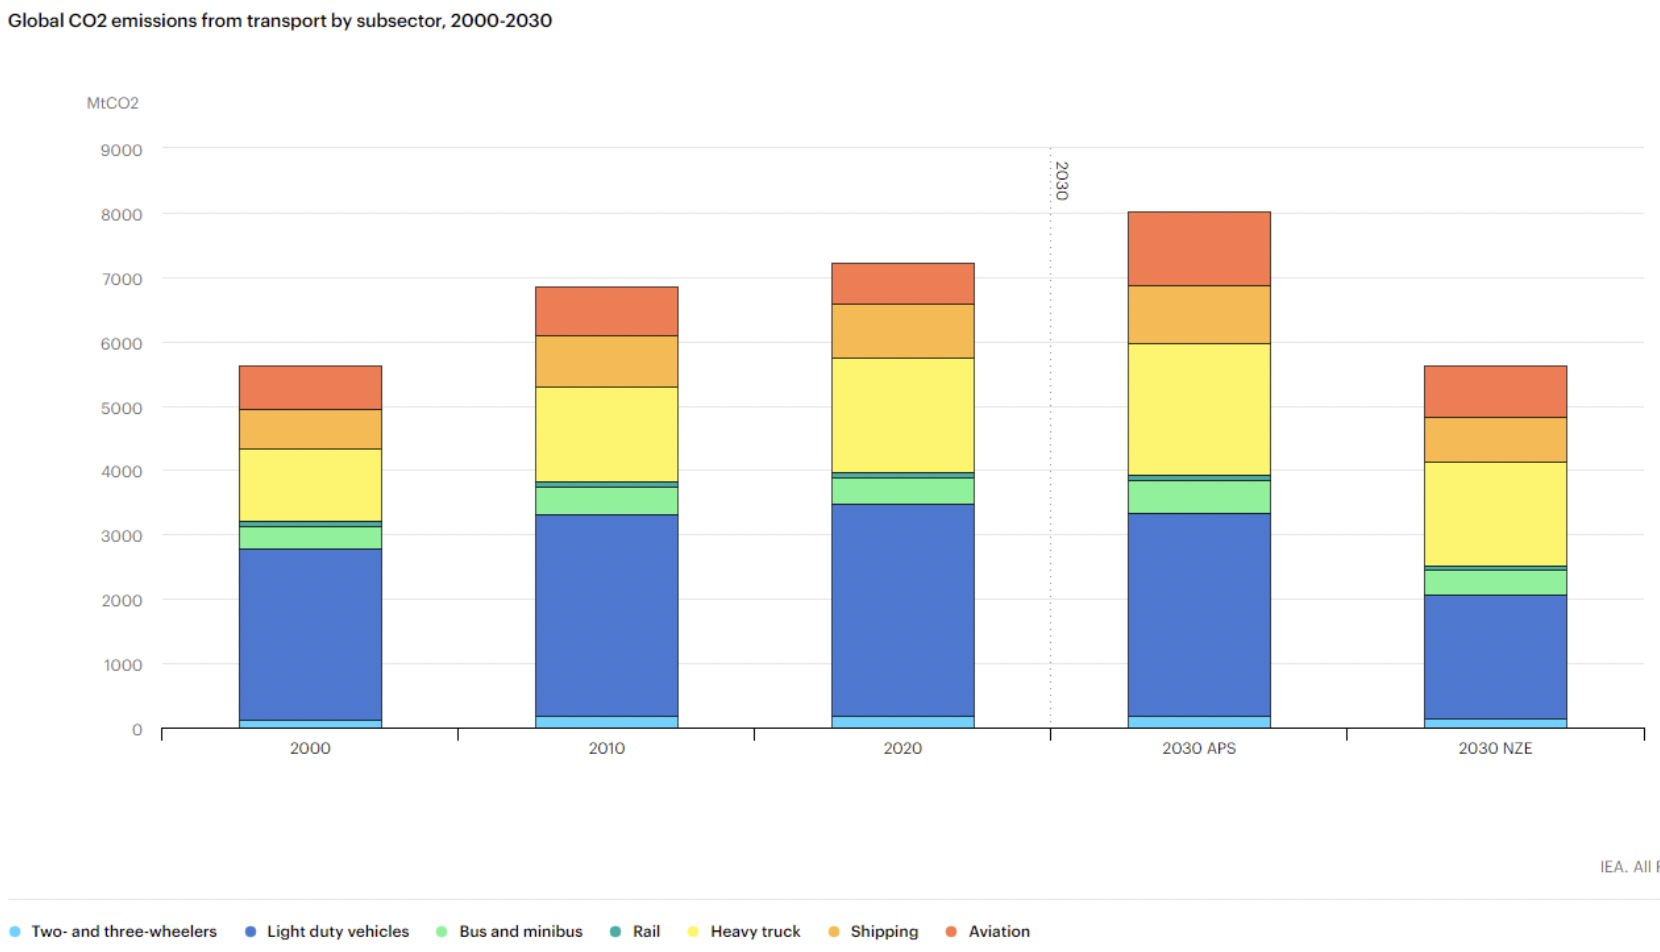 Global CO2 emissions from transport by subsector, 2000-2030
MtCO2
9000
8000
7000
6000
5000
4000
3000
2000
1000
0
2030
2000 2010 2020 2030 APS 2030 NZE
IEA. All
Two- and three-wheelers Light duty vehicles Bus and minibus Rail Heavy truck Shipping Aviation